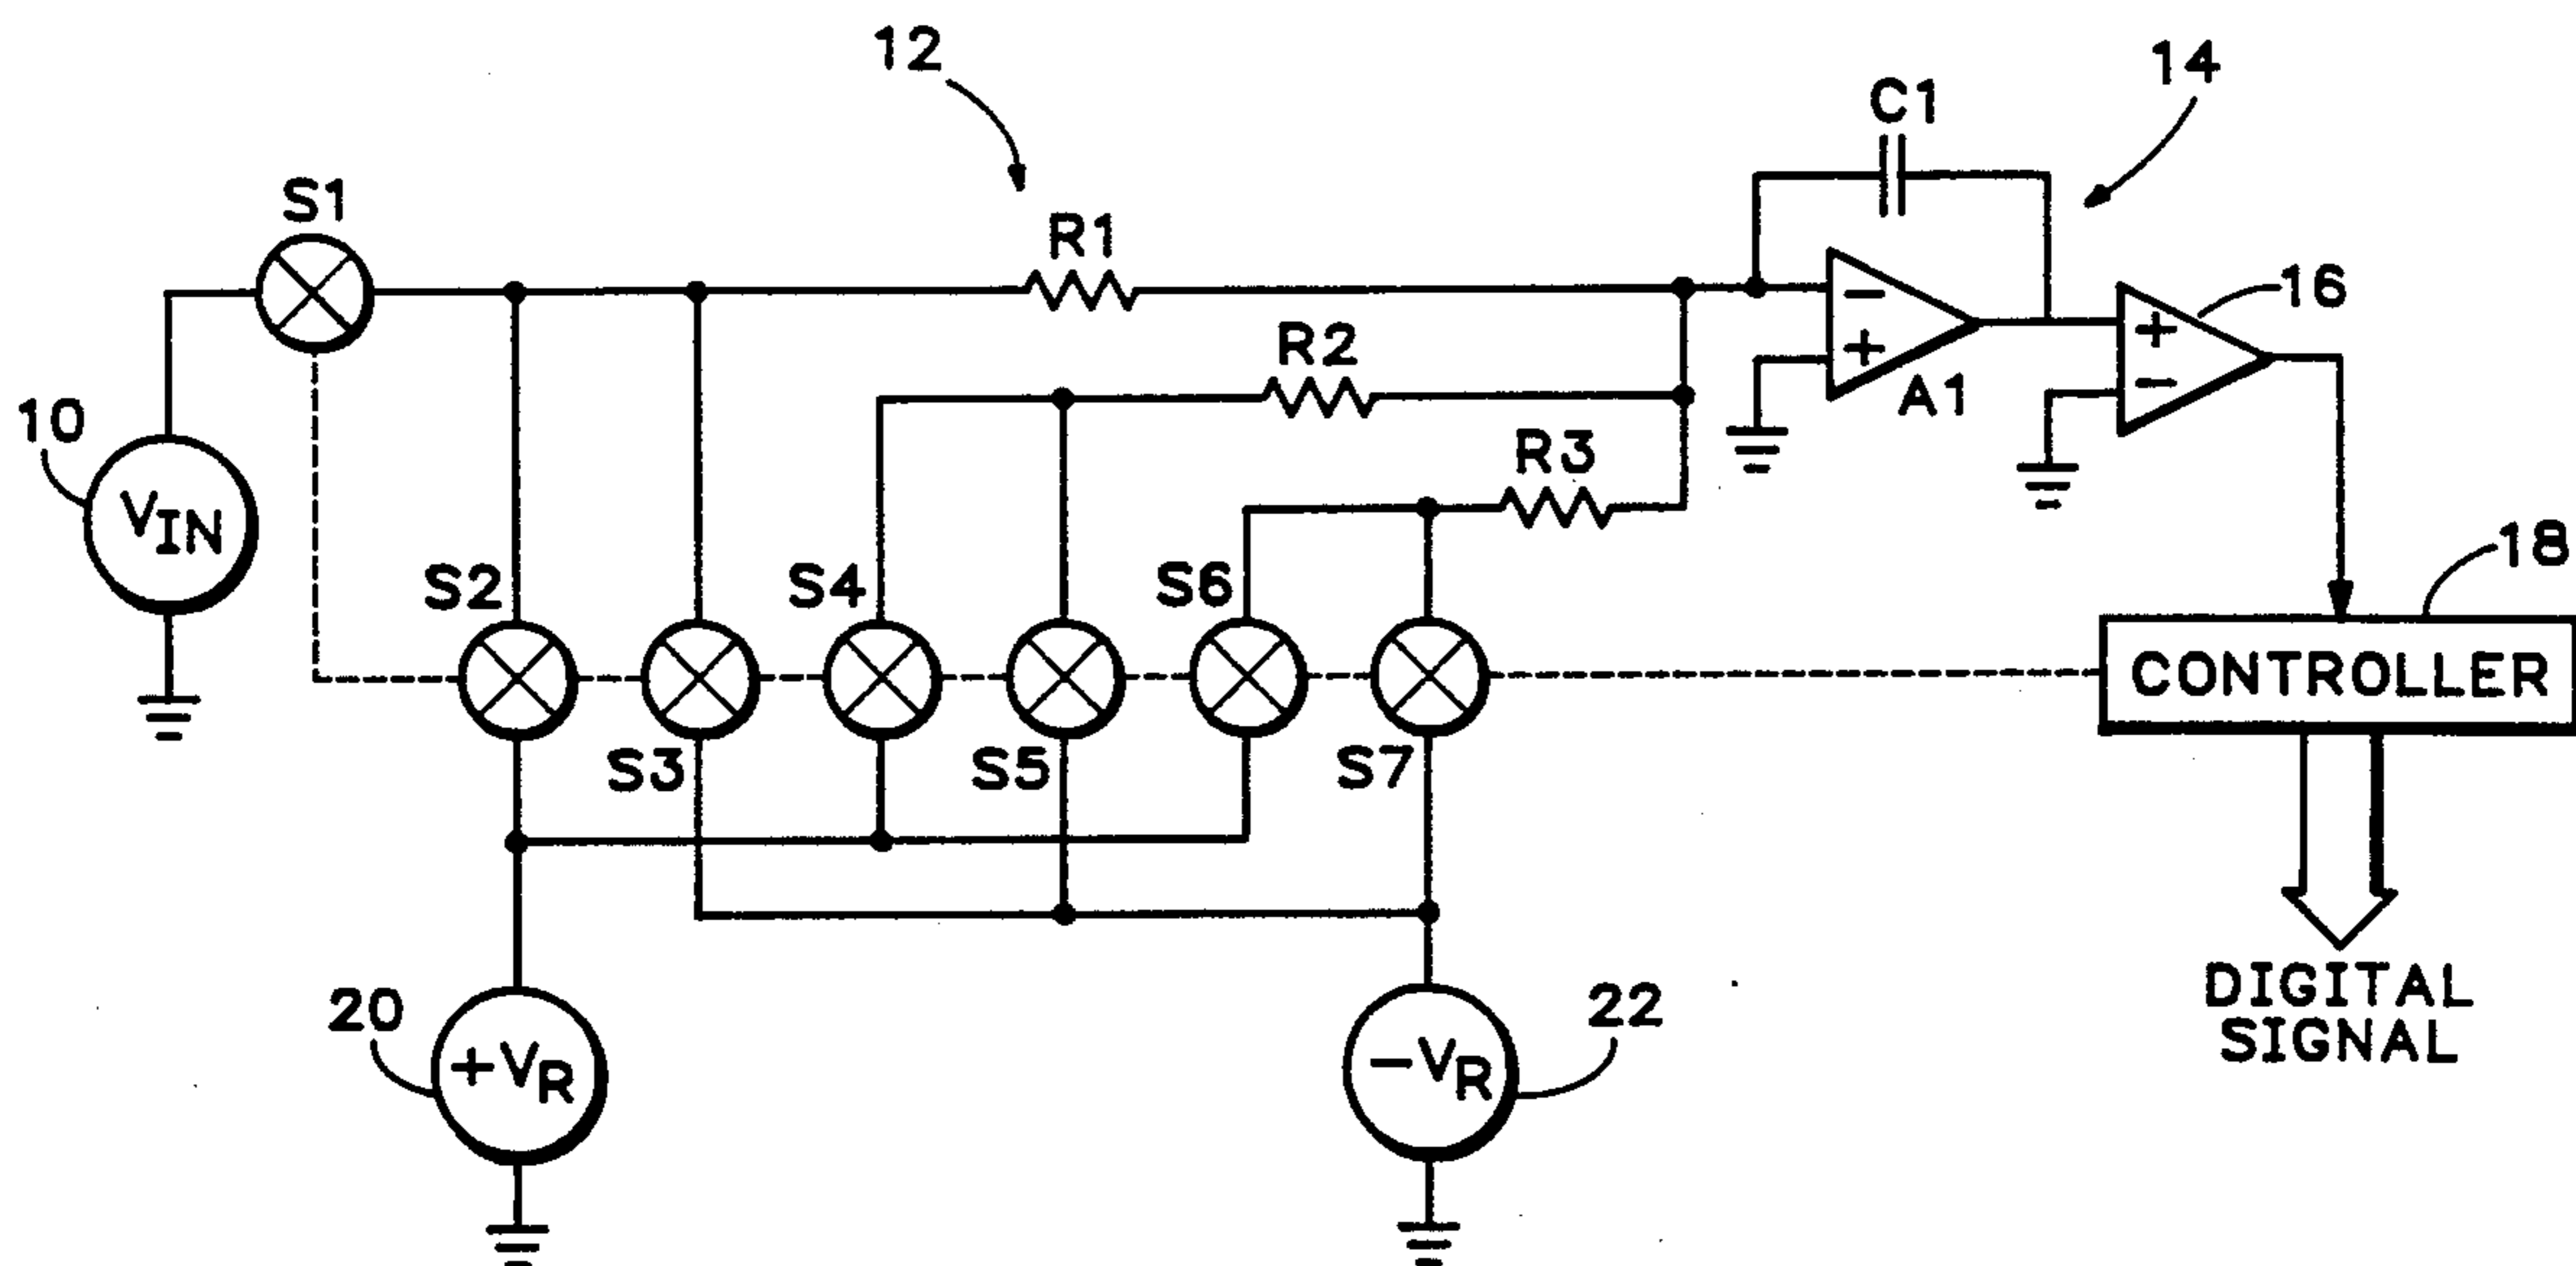 12
14
C1
S1
R1
16
R2
A1
10
R3
VIN
18
S2
S4
S6
CONTROLLER
S3
S5
S7
20
22
+VR
-VR
DIGITAL
SIGNAL